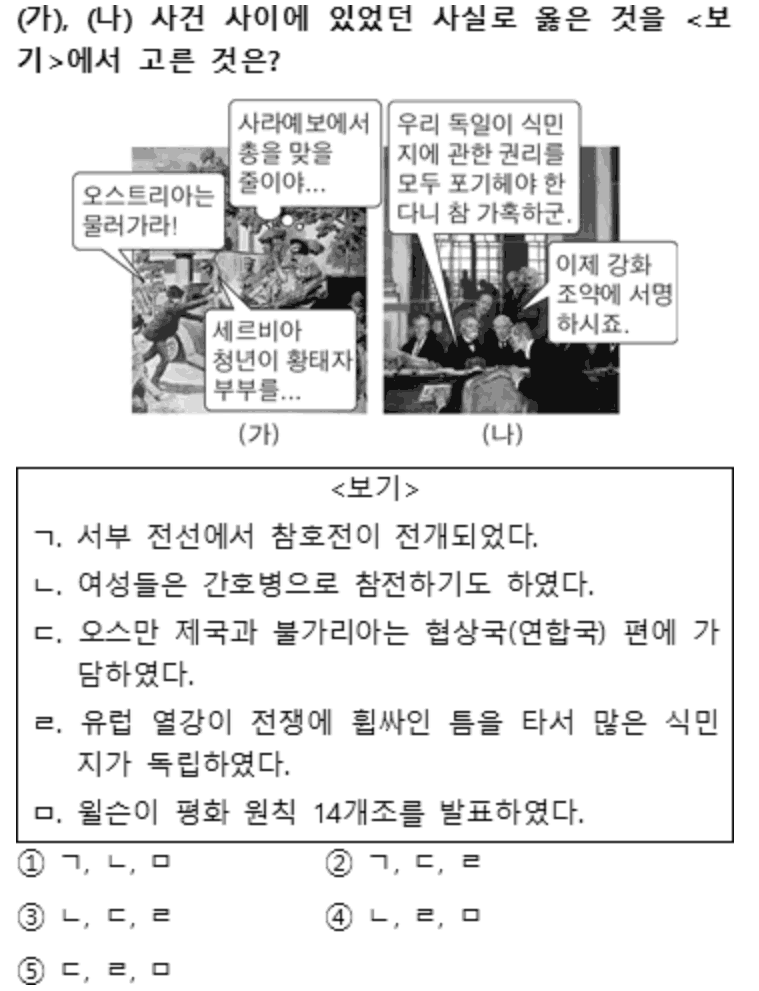 (가), (나) 사건 사이에 있었던 사실로 옳은 것을 <보
기>에서 고른 것은?
사라예보에서
총을 맞을
줄이야...
우리 독일이 식민
지에 관한 권리를
모두 포기헤야 한
다니 참 가혹하군.
오스트리아는
물러가라!
이제 강화
조약에 서명
하시죠.
세르비아
청년이 황태자
부부를...
(가)
(나)
<보기>
ㄱ. 서부 전선에서 참호전이 전개되었다.
ㄴ. 여성들은 간호병으로 참전하기도 하였다.
ㄷ. 오스만 제국과 불가리아는 협상국(연합국) 편에 가
담하였다.
ㄹ. 유럽 열강이 전쟁에 휩싸인 틈을 타서 많은 식민
지가 독립하였다.
ㅁ. 윌슨이 평화 원칙 14개조를 발표하였다.
① ㄱ, ㄴ, ㅁ ② ㄱ, ㄷ, ㄹ
③ ㄴ, ㄷ, ㄹ ④ ㄴ, ㄹ, ㅁ
⑤ ㄷ, ㄹ, ㅁ